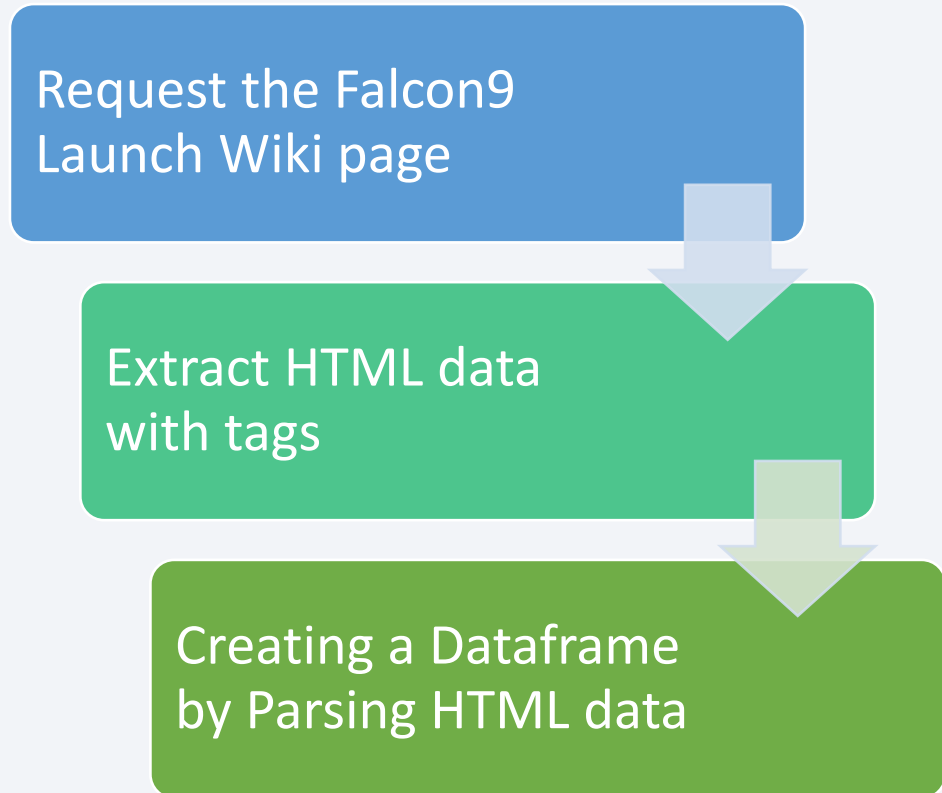 Request the Falcon9
Launch Wiki page
Extract HTML data
with tags
Creating a Dataframe
by Parsing HTML data